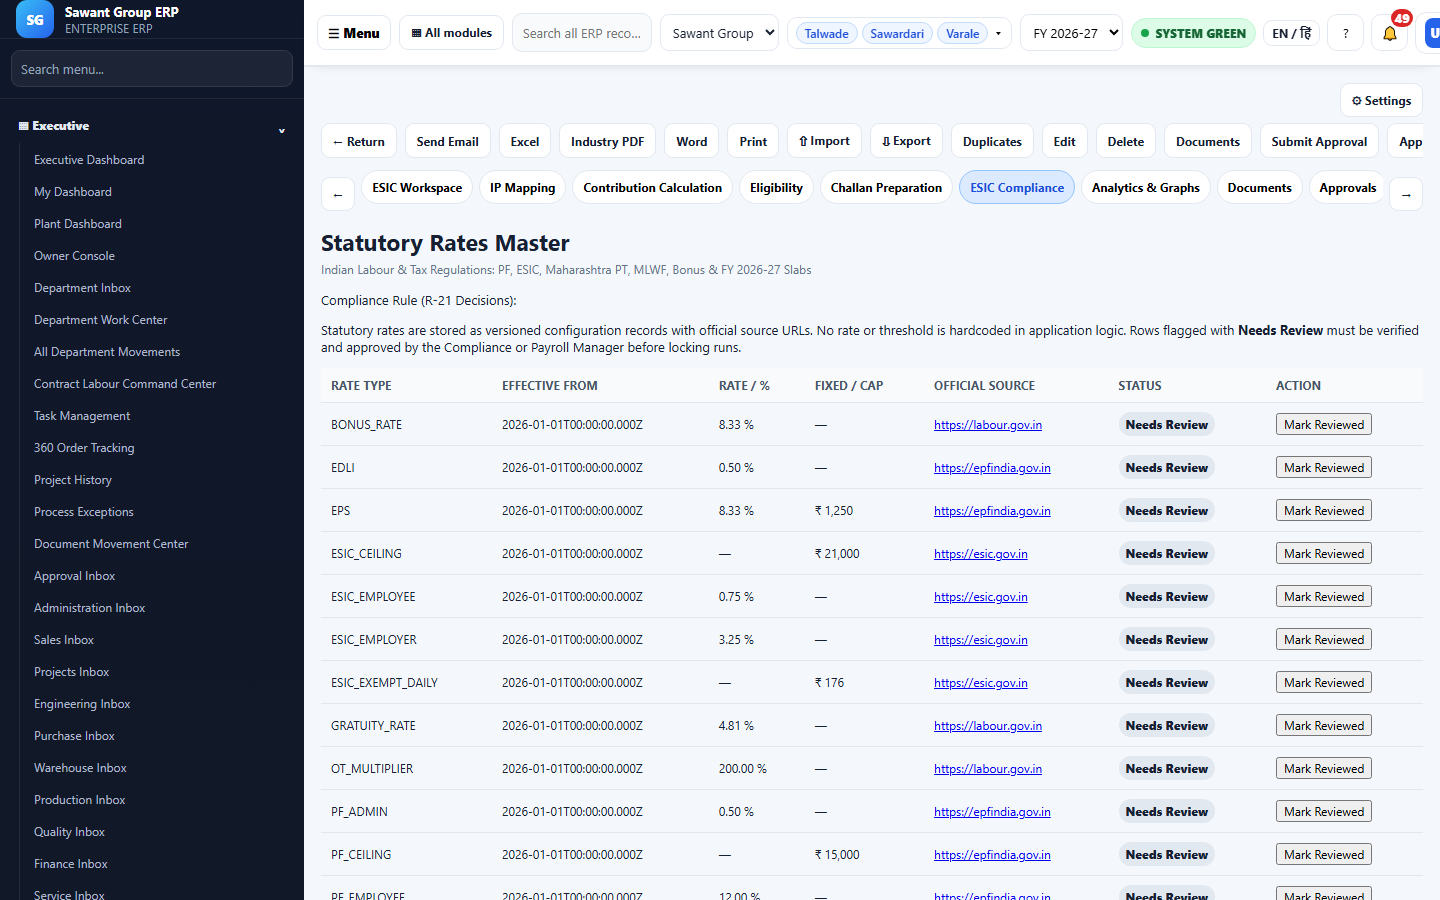 SG
Sawant Group ERP
ENTERPRISE ERP
Search menu...
Executive
Executive Dashboard
My Dashboard
Plant Dashboard
Owner Console
Department Inbox
Department Work Center
All Department Movements
Contract Labour Command Center
Task Management
360 Order Tracking
Project History
Process Exceptions
Document Movement Center
Approval Inbox
Administration Inbox
Sales Inbox
Projects Inbox
Engineering Inbox
Purchase Inbox
Warehouse Inbox
Production Inbox
Quality Inbox
Finance Inbox
Service Inbox
☰ Menu
All modules
Search all ERP reco...
Sawant Group
Talwade Sawardari Varale
FY 2026-27
SYSTEM GREEN
EN / हिं
?
49
U
⚙ Settings
← Return Send Email Excel Industry PDF Word Print ⇧ Import ⇩ Export Duplicates Edit Delete Documents Submit Approval App
← ESIC Workspace IP Mapping Contribution Calculation Eligibility Challan Preparation ESIC Compliance Analytics & Graphs Documents Approvals →
Statutory Rates Master
Indian Labour & Tax Regulations: PF, ESIC, Maharashtra PT, MLWF, Bonus & FY 2026-27 Slabs
Compliance Rule (R-21 Decisions):
Statutory rates are stored as versioned configuration records with official source URLs. No rate or threshold is hardcoded in application logic. Rows flagged with Needs Review must be verified
and approved by the Compliance or Payroll Manager before locking runs.
RATE TYPE EFFECTIVE FROM RATE / % FIXED / CAP OFFICIAL SOURCE STATUS ACTION
BONUS_RATE 2026-01-01T00:00:00.000Z 8.33 % — https://labour.gov.in Needs Review Mark Reviewed
EDLI 2026-01-01T00:00:00.000Z 0.50 % — https://epfindia.gov.in Needs Review Mark Reviewed
EPS 2026-01-01T00:00:00.000Z 8.33 % ₹ 1,250 https://epfindia.gov.in Needs Review Mark Reviewed
ESIC_CEILING 2026-01-01T00:00:00.000Z — ₹ 21,000 https://esic.gov.in Needs Review Mark Reviewed
ESIC_EMPLOYEE 2026-01-01T00:00:00.000Z 0.75 % — https://esic.gov.in Needs Review Mark Reviewed
ESIC_EMPLOYER 2026-01-01T00:00:00.000Z 3.25 % — https://esic.gov.in Needs Review Mark Reviewed
ESIC_EXEMPT_DAILY 2026-01-01T00:00:00.000Z — ₹ 176 https://esic.gov.in Needs Review Mark Reviewed
GRATUITY_RATE 2026-01-01T00:00:00.000Z 4.81 % — https://labour.gov.in Needs Review Mark Reviewed
OT_MULTIPLIER 2026-01-01T00:00:00.000Z 200.00 % — https://labour.gov.in Needs Review Mark Reviewed
PF_ADMIN 2026-01-01T00:00:00.000Z 0.50 % — https://epfindia.gov.in Needs Review Mark Reviewed
PF_CEILING 2026-01-01T00:00:00.000Z — ₹ 15,000 https://epfindia.gov.in Needs Review Mark Reviewed
PF_EMPLOYEE 2026-01-01T00:00:00.000Z 12.00 % — https://epfindia.gov.in Needs Review Mark Reviewed